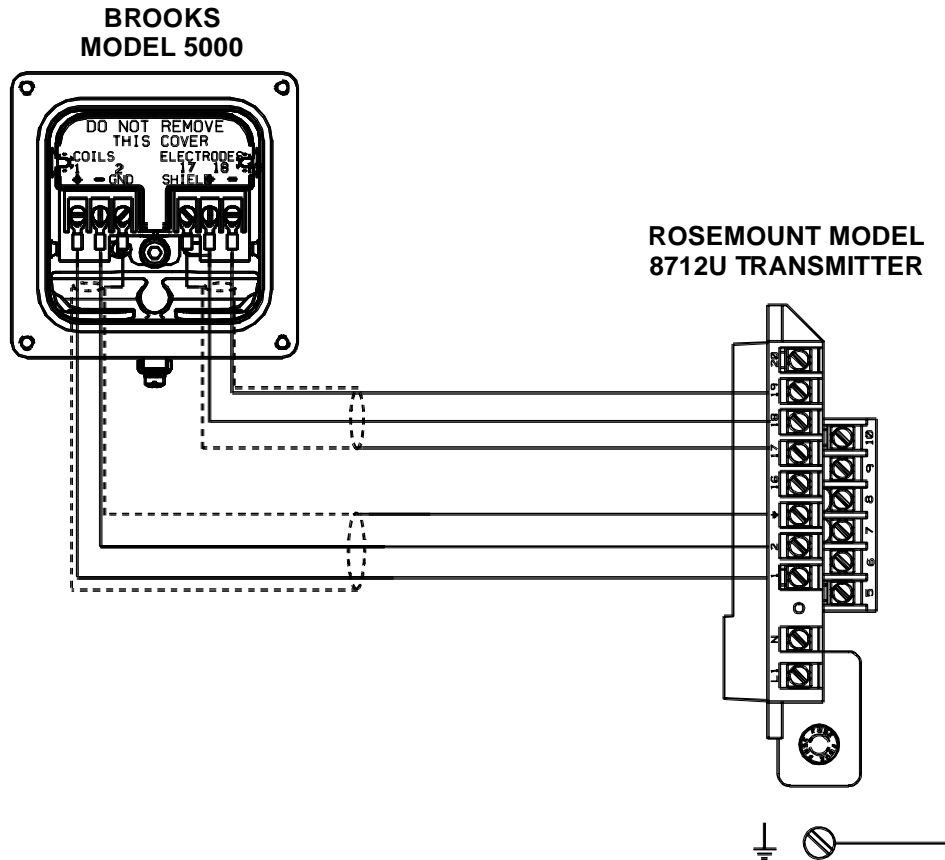 BROOKS
MODEL 5000
DO NOT REMOVE
THIS COVER
COILS ELECTRODES
1 2 17 18
+ - GND SHIELD + -
ROSEMOUNT MODEL
8712U TRANSMITTER
20
19
18
17
16
2
1
N
L1
10
9
8
7
6
5
FUSE